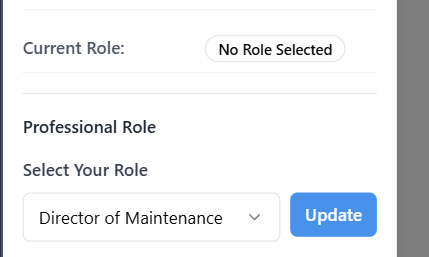 Current Role:
No Role Selected
Professional Role
Select Your Role
Director of Maintenance
Update